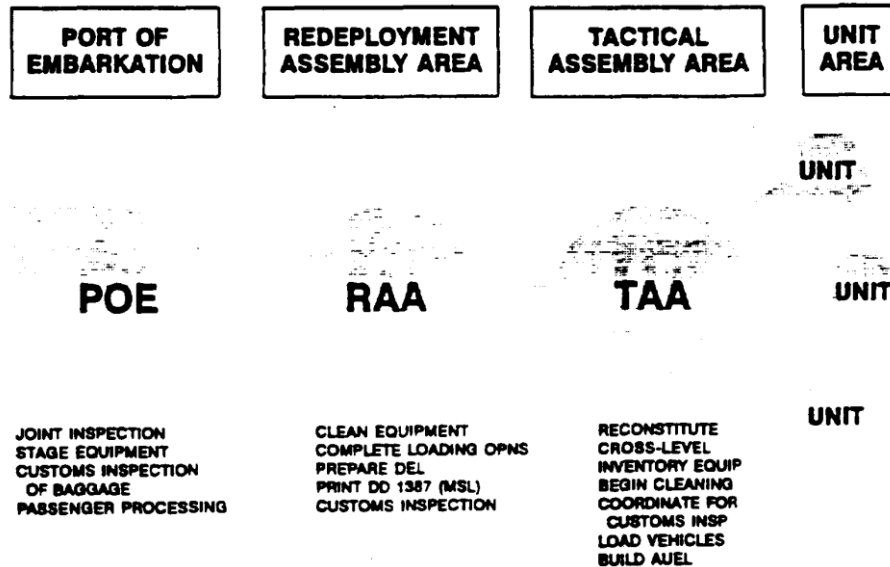 PORT OF
EMBARKATION
REDEPLOYMENT
ASSEMBLY AREA
TACTICAL
ASSEMBLY AREA
UNIT
AREA
UNIT
POE
RAA
TAA
UNIT
UNIT
JOINT INSPECTION
STAGE EQUIPMENT
CUSTOMS INSPECTION
OF BAGGAGE
PASSENGER PROCESSING
CLEAN EQUIPMENT
COMPLETE LOADING OPNS
PREPARE DEL
PRINT DD 1387 (MSL)
CUSTOMS INSPECTION
RECONSTITUTE
CROSS-LEVEL
INVENTORY EQUIP
BEGIN CLEANING
COORDINATE FOR
CUSTOMS INSP
LOAD VEHICLES
BUILD AUEL